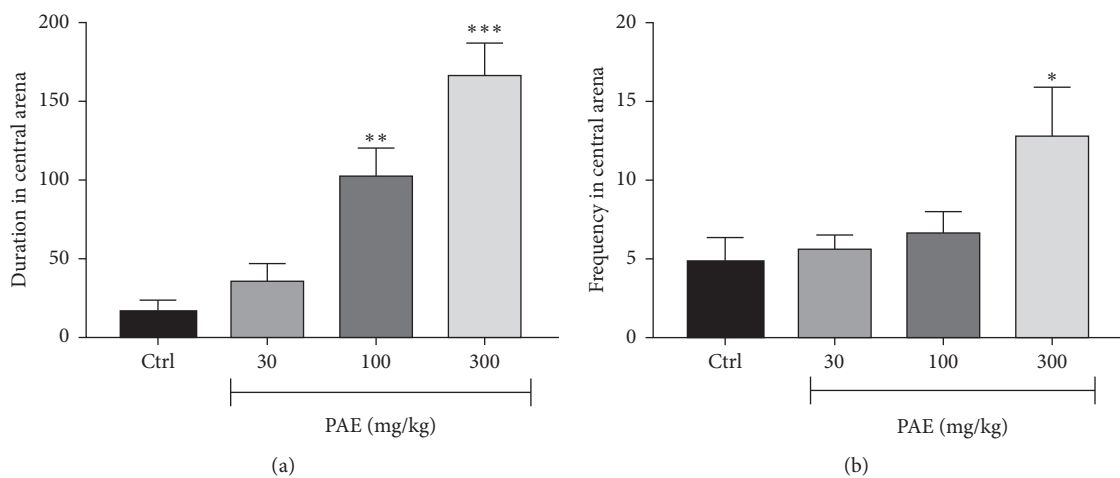 Duration in central arena
200
150
100
50
0
**
***
Ctrl
30
100
300
PAE (mg/kg)
(a)
Frequency in central arena
20
15
10
5
0
*
Ctrl
30
100
300
PAE (mg/kg)
(b)